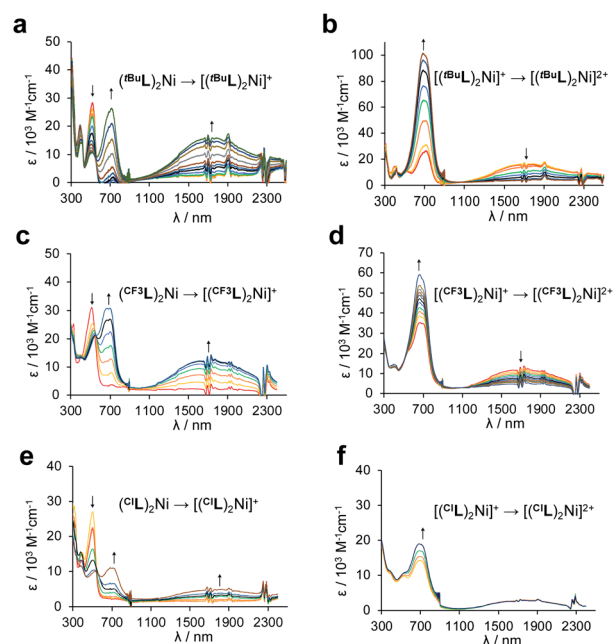 a
ε / 10³ M⁻¹cm⁻¹
50
40
30
20
10
0
(ᵗᴮᵘL)₂Ni → [(ᵗᴮᵘL)₂Ni]⁺
300 700 1100 1500 1900 2300
λ / nm
b
ε / 10³ M⁻¹cm⁻¹
120
100
80
60
40
20
0
[(ᵗᴮᵘL)₂Ni]⁺ → [(ᵗᴮᵘL)₂Ni]²⁺
300 700 1100 1500 1900 2300
λ / nm
c
ε / 10³ M⁻¹cm⁻¹
50
40
30
20
10
0
(CF3L)₂Ni → [(CF3L)₂Ni]⁺
300 700 1100 1500 1900 2300
λ / nm
d
ε / 10³ M⁻¹cm⁻¹
70
60
50
40
30
20
10
0
[(CF3L)₂Ni]⁺ → [(CF3L)₂Ni]²⁺
300 700 1100 1500 1900 2300
λ / nm
e
ε / 10³ M⁻¹cm⁻¹
40
30
20
10
0
(ClL)₂Ni → [(ClL)₂Ni]⁺
300 700 1100 1500 1900 2300
λ / nm
f
ε / 10³ M⁻¹cm⁻¹
40
30
20
10
0
[(ClL)₂Ni]⁺ → [(ClL)₂Ni]²⁺
300 700 1100 1500 1900 2300
λ / nm